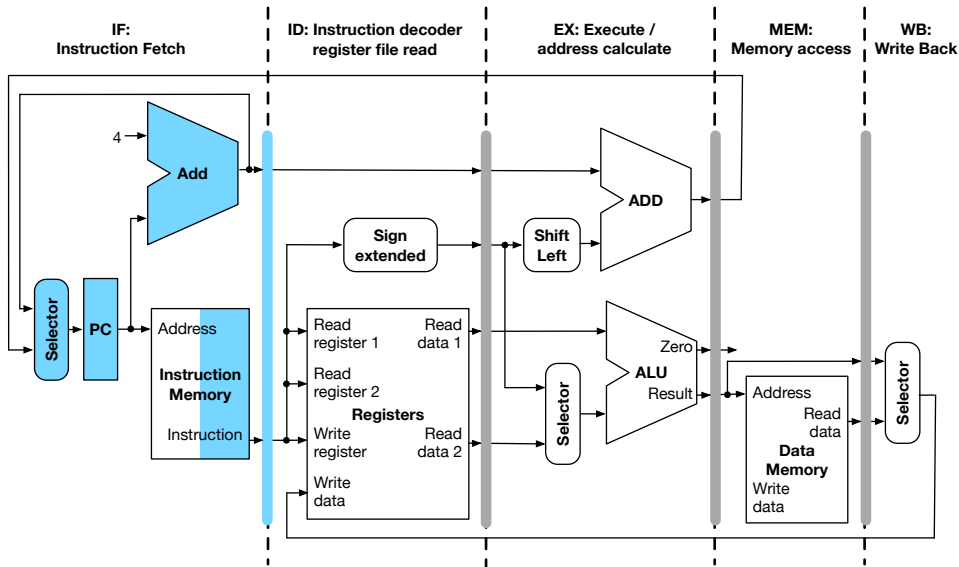 IF:
Instruction Fetch
ID: Instruction decoder
register file read
EX: Execute /
address calculate
MEM:
Memory access
WB:
Write Back
4
Add
Selector
PC
Address
Instruction
Memory
Instruction
Sign
extended
Read
register 1
Read
data 1
Read
register 2
Registers
Write
register
Read
data 2
Write
data
Shift
Left
ADD
Selector
Zero
ALU
Result
Address
Read
data
Data
Memory
Write
data
Selector